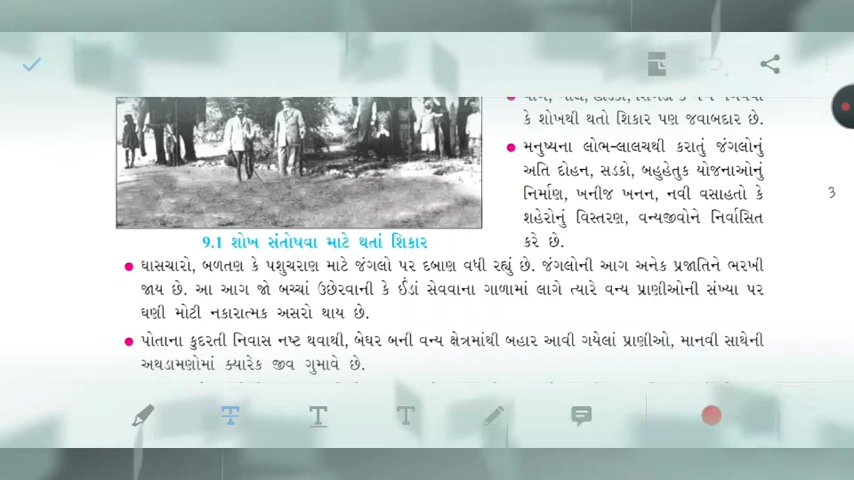 કે શોખથી થતો શિકાર પણ જવાબદાર છે.
મનુષ્યના લોભ-લાલચથી કરાતું જંગલોનું
અતિ દોહન, સડકો, બહુહેતુક યોજનાઓનું
નિર્માણ, ખનીજ ખનન, નવી વસાહતો કે
શહેરોનું વિસ્તરણ, વન્યજીવોને નિર્વાસિત
કરે છે.
3
9.1 શોખ સંતોષવા માટે થતાં શિકાર
ઘાસચારો, બળતણ કે પશુચરાણ માટે જંગલો પર દબાણ વધી રહ્યું છે. જંગલોની આગ અનેક પ્રજાતિને ભરખી
જાય છે. આ આગ જો બચ્ચાં ઉછેરવાની કે ઈંડાં સેવવાના ગાળામાં લાગે ત્યારે વન્ય પ્રાણીઓની સંખ્યા પર
ઘણી મોટી નકારાત્મક અસરો થાય છે.
પોતાના કુદરતી નિવાસ નષ્ટ થવાથી, બેઘર બની વન્ય ક્ષેત્રમાંથી બહાર આવી ગયેલાં પ્રાણીઓ, માનવી સાથેની
અથડામણોમાં ક્યારેક જીવ ગુમાવે છે.